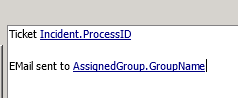 Ticket Incident.ProcessID
EMail sent to AssignedGroup.GroupName